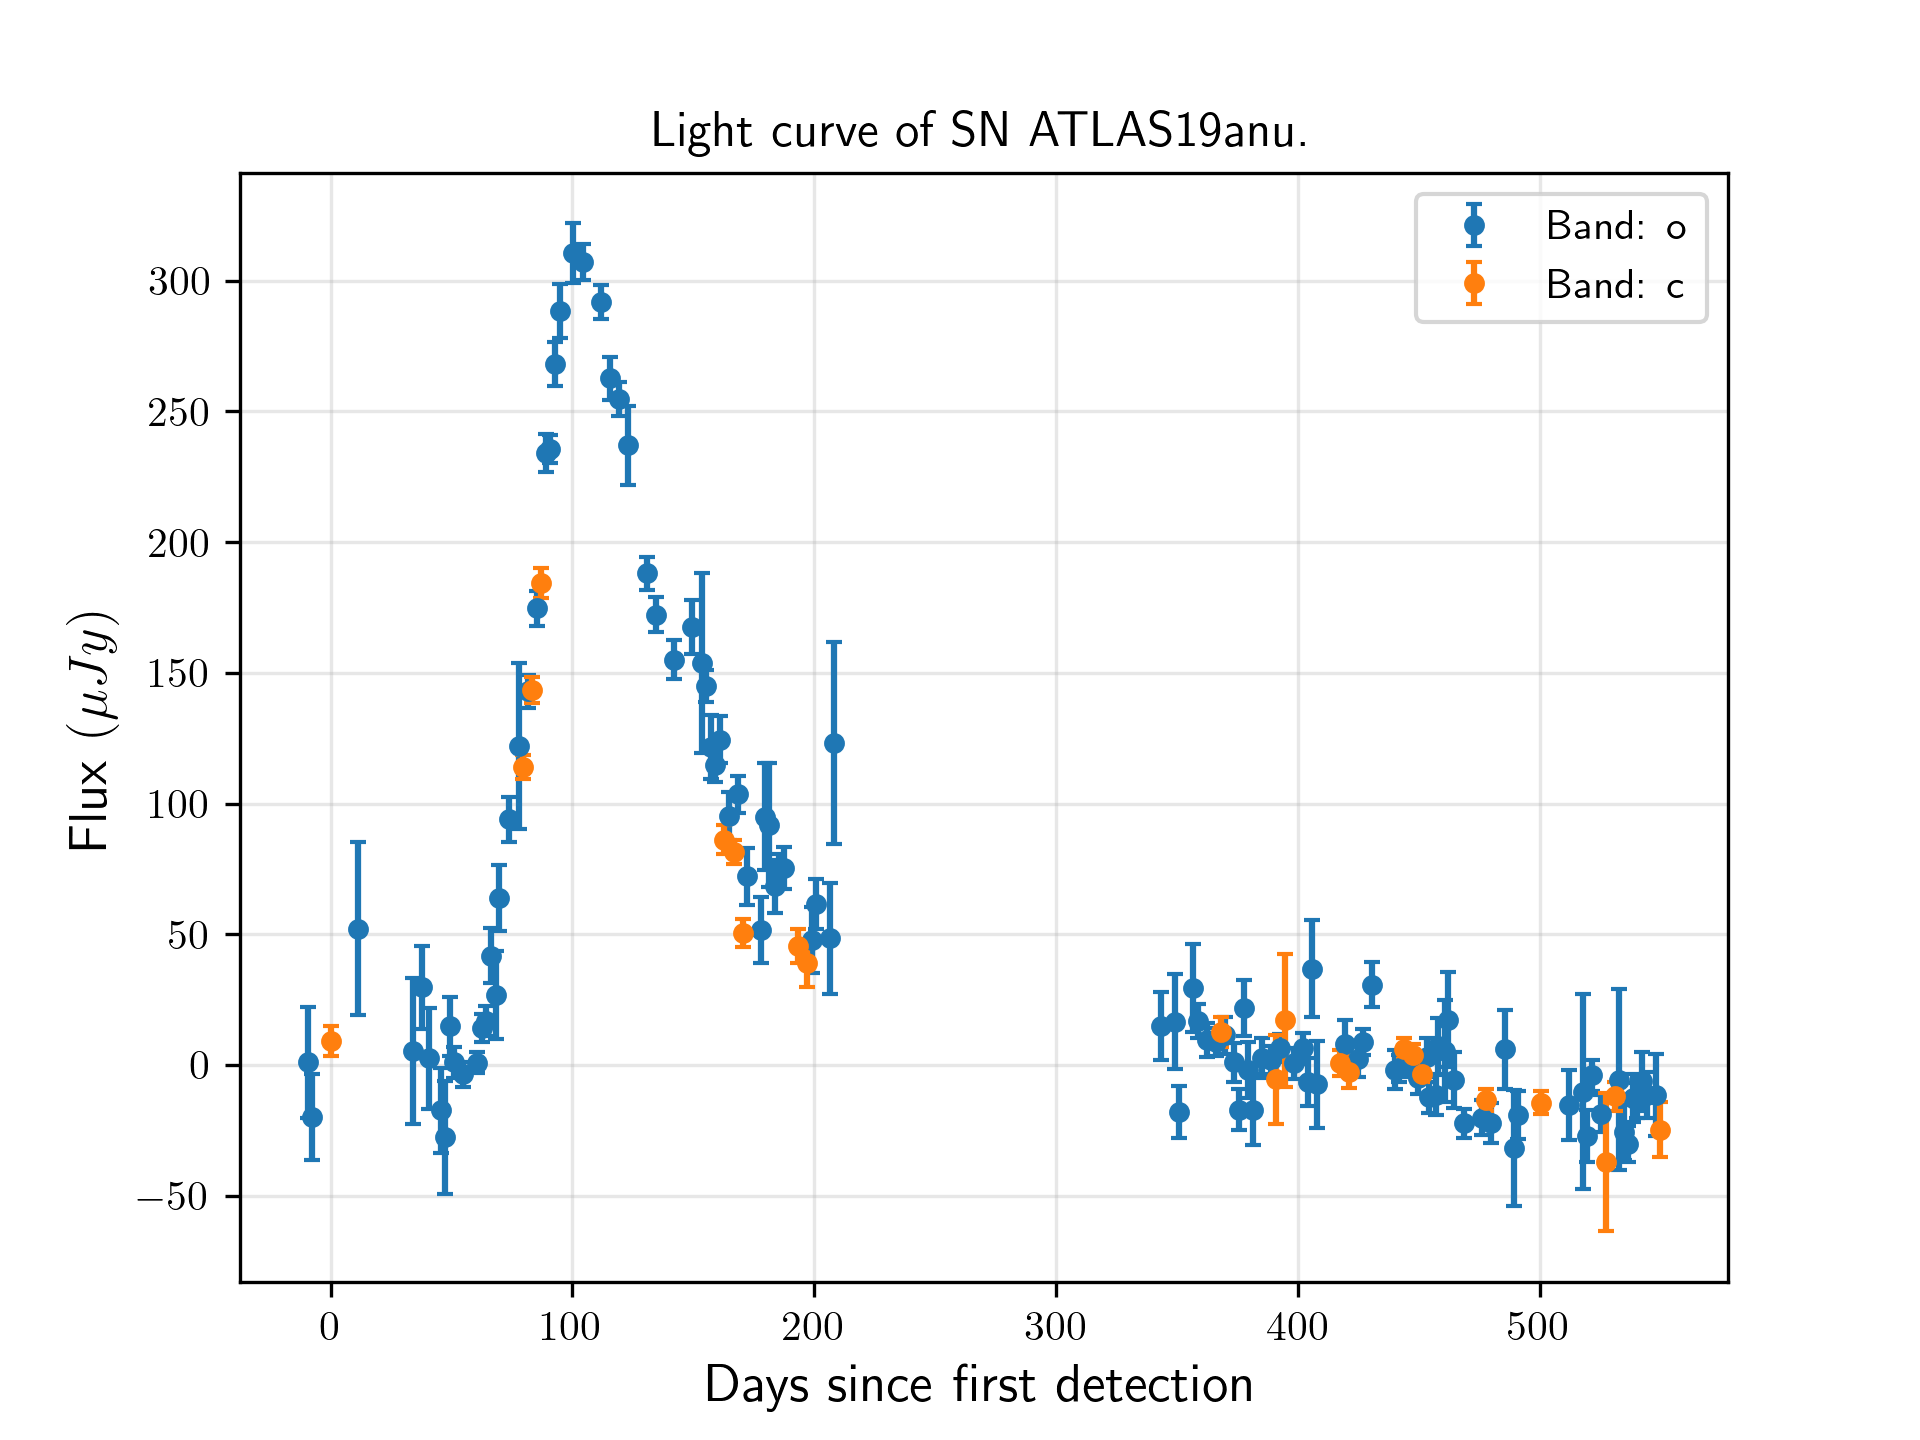 Light curve of SN ATLAS19anu.
Band: o
Band: c
Flux (μJy)
300
250
200
150
100
50
0
−50
0 100 200 300 400 500
Days since first detection